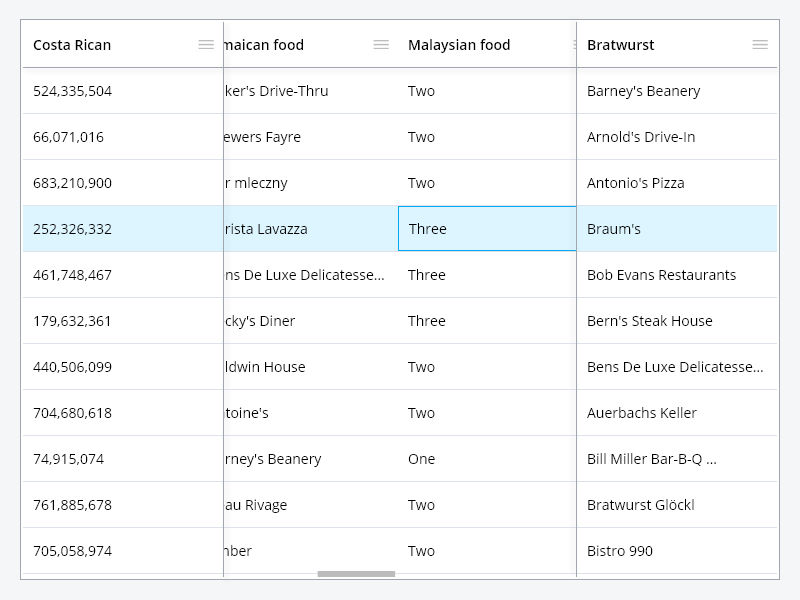 Costa Rican maican food Malaysian food Bratwurst
524,335,504 ker's Drive-Thru Two Barney's Beanery
66,071,016 ewers Fayre Two Arnold's Drive-In
683,210,900 r mleczny Two Antonio's Pizza
252,326,332 rista Lavazza Three Braum's
461,748,467 ns De Luxe Delicatesse... Three Bob Evans Restaurants
179,632,361 cky's Diner Three Bern's Steak House
440,506,099 ldwin House Two Bens De Luxe Delicatesse...
704,680,618 toine's Two Auerbachs Keller
74,915,074 rney's Beanery One Bill Miller Bar-B-Q ...
761,885,678 au Rivage Two Bratwurst Glöckl
705,058,974 nber Two Bistro 990